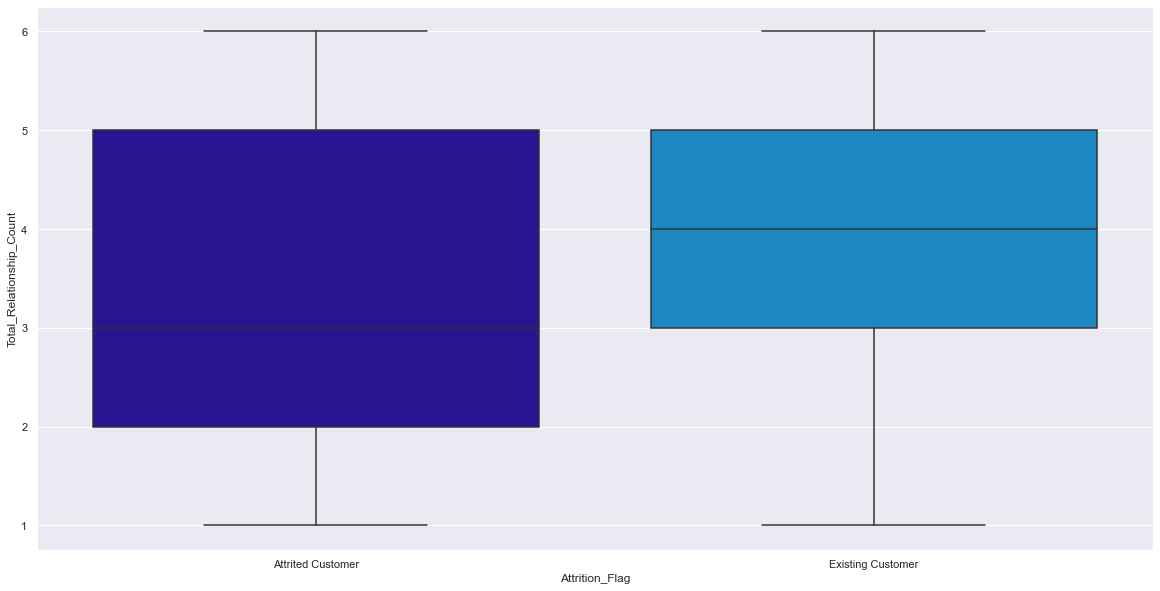 6
5
4
3
2
1
Total_Relationship_Count
Attrited Customer
Existing Customer
Attrition_Flag